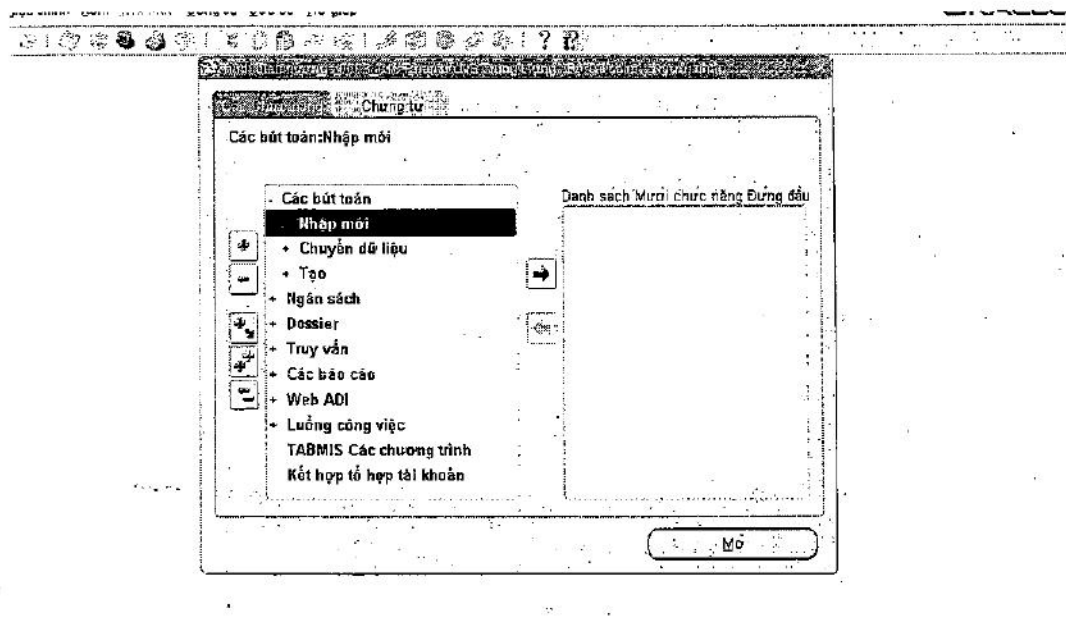 Chứng từ
Các bút toán:Nhập mới
- Các bút toán
Nhập mới
+ Chuyển dữ liệu
+ Tạo
+ Ngân sách
+ Dossier
+ Truy vấn
+ Các báo cáo
+ Web ADI
+ Luồng công việc
TABMIS Các chương trình
Kết hợp tổ hợp tài khoản
Danh sách Mười chức năng Đứng đầu
Mở